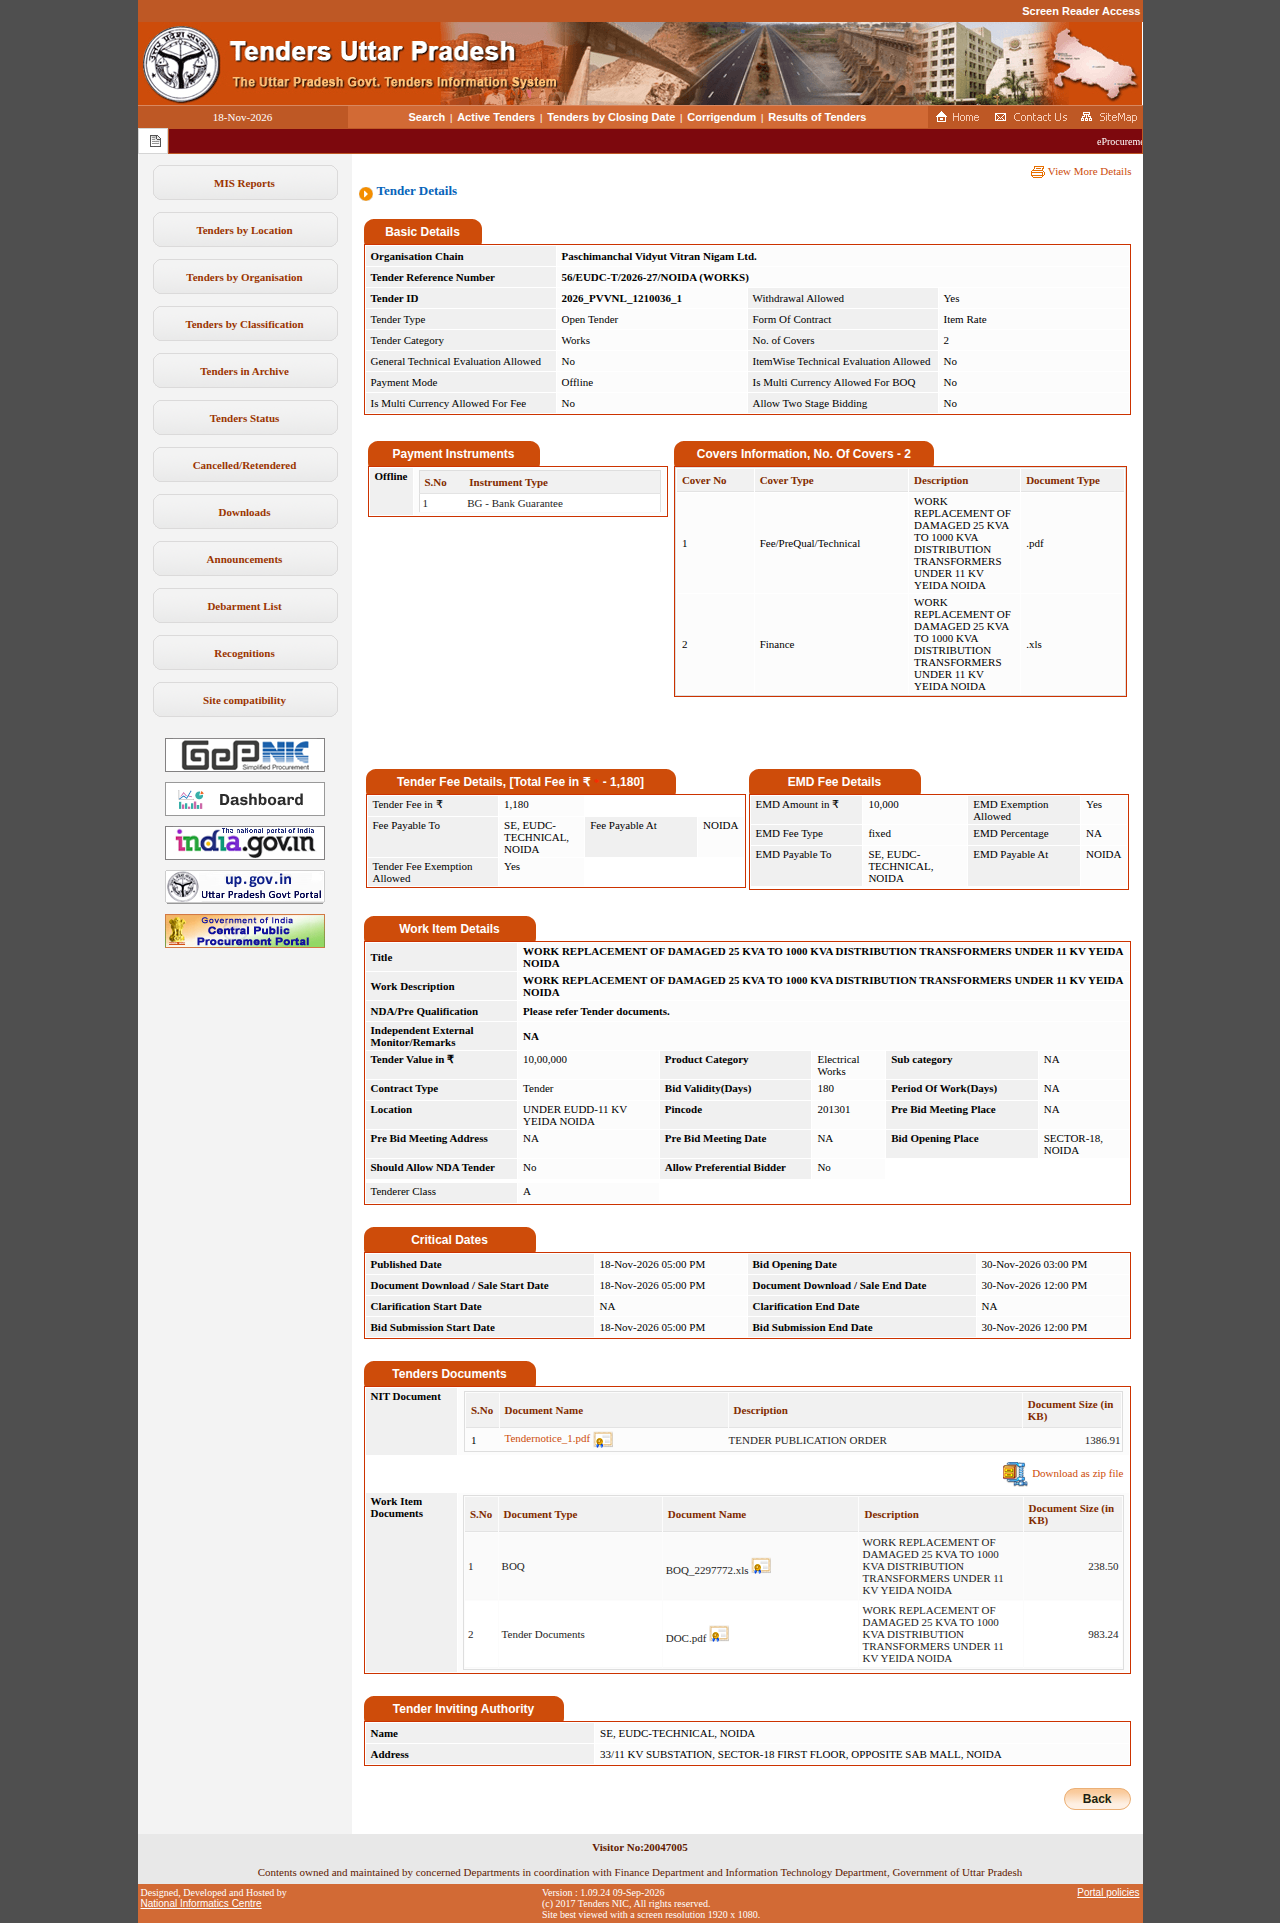 Screen Reader Access
Tenders Uttar Pradesh
The Uttar Pradesh Govt. Tenders Information System
18-Nov-2026
Search | Active Tenders | Tenders by Closing Date | Corrigendum | Results of Tenders
Home Contact Us SiteMap
eProcureme
MIS Reports
Tenders by Location
Tenders by Organisation
Tenders by Classification
Tenders in Archive
Tenders Status
Cancelled/Retendered
Downloads
Announcements
Debarment List
Recognitions
Site compatibility
GePNIC
Simplified Procurement
Dashboard
The national portal of India
india.gov.in
up.gov.in
Uttar Pradesh Govt Portal
Government of India
Central Public
Procurement Portal
View More Details
Tender Details
Basic Details
Organisation Chain Paschimanchal Vidyut Vitran Nigam Ltd.
Tender Reference Number 56/EUDC-T/2026-27/NOIDA (WORKS)
Tender ID 2026_PVVNL_1210036_1 Withdrawal Allowed Yes
Tender Type Open Tender Form Of Contract Item Rate
Tender Category Works No. of Covers 2
General Technical Evaluation Allowed No ItemWise Technical Evaluation Allowed No
Payment Mode Offline Is Multi Currency Allowed For BOQ No
Is Multi Currency Allowed For Fee No Allow Two Stage Bidding No
Payment Instruments
Offline S.No Instrument Type
1 BG - Bank Guarantee
Covers Information, No. Of Covers - 2
Cover No Cover Type Description Document Type
1 Fee/PreQual/Technical WORK
REPLACEMENT OF
DAMAGED 25 KVA
TO 1000 KVA
DISTRIBUTION
TRANSFORMERS
UNDER 11 KV
YEIDA NOIDA .pdf
2 Finance WORK
REPLACEMENT OF
DAMAGED 25 KVA
TO 1000 KVA
DISTRIBUTION
TRANSFORMERS
UNDER 11 KV
YEIDA NOIDA .xls
Tender Fee Details, [Total Fee in ₹ * - 1,180]
Tender Fee in ₹ 1,180
Fee Payable To SE, EUDC-
TECHNICAL,
NOIDA Fee Payable At NOIDA
Tender Fee Exemption
Allowed Yes
EMD Fee Details
EMD Amount in ₹ 10,000 EMD Exemption
Allowed Yes
EMD Fee Type fixed EMD Percentage NA
EMD Payable To SE, EUDC-
TECHNICAL,
NOIDA EMD Payable At NOIDA
Work Item Details
Title WORK REPLACEMENT OF DAMAGED 25 KVA TO 1000 KVA DISTRIBUTION TRANSFORMERS UNDER 11 KV YEIDA
NOIDA
Work Description WORK REPLACEMENT OF DAMAGED 25 KVA TO 1000 KVA DISTRIBUTION TRANSFORMERS UNDER 11 KV YEIDA
NOIDA
NDA/Pre Qualification Please refer Tender documents.
Independent External
Monitor/Remarks NA
Tender Value in ₹ 10,00,000 Product Category Electrical
Works Sub category NA
Contract Type Tender Bid Validity(Days) 180 Period Of Work(Days) NA
Location UNDER EUDD-11 KV
YEIDA NOIDA Pincode 201301 Pre Bid Meeting Place NA
Pre Bid Meeting Address NA Pre Bid Meeting Date NA Bid Opening Place SECTOR-18,
NOIDA
Should Allow NDA Tender No Allow Preferential Bidder No
Tenderer Class A
Critical Dates
Published Date 18-Nov-2026 05:00 PM Bid Opening Date 30-Nov-2026 03:00 PM
Document Download / Sale Start Date 18-Nov-2026 05:00 PM Document Download / Sale End Date 30-Nov-2026 12:00 PM
Clarification Start Date NA Clarification End Date NA
Bid Submission Start Date 18-Nov-2026 05:00 PM Bid Submission End Date 30-Nov-2026 12:00 PM
Tenders Documents
NIT Document S.No Document Name Description Document Size (in
KB)
1 Tendernotice_1.pdf TENDER PUBLICATION ORDER 1386.91
Download as zip file
Work Item
Documents S.No Document Type Document Name Description Document Size (in
KB)
1 BOQ BOQ_2297772.xls WORK REPLACEMENT OF
DAMAGED 25 KVA TO 1000
KVA DISTRIBUTION
TRANSFORMERS UNDER 11
KV YEIDA NOIDA 238.50
2 Tender Documents DOC.pdf WORK REPLACEMENT OF
DAMAGED 25 KVA TO 1000
KVA DISTRIBUTION
TRANSFORMERS UNDER 11
KV YEIDA NOIDA 983.24
Tender Inviting Authority
Name SE, EUDC-TECHNICAL, NOIDA
Address 33/11 KV SUBSTATION, SECTOR-18 FIRST FLOOR, OPPOSITE SAB MALL, NOIDA
Back
Visitor No:20047005
Contents owned and maintained by concerned Departments in coordination with Finance Department and Information Technology Department, Government of Uttar Pradesh
Designed, Developed and Hosted by
National Informatics Centre
Version : 1.09.24 09-Sep-2026
(c) 2017 Tenders NIC, All rights reserved.
Site best viewed with a screen resolution 1920 x 1080.
Portal policies